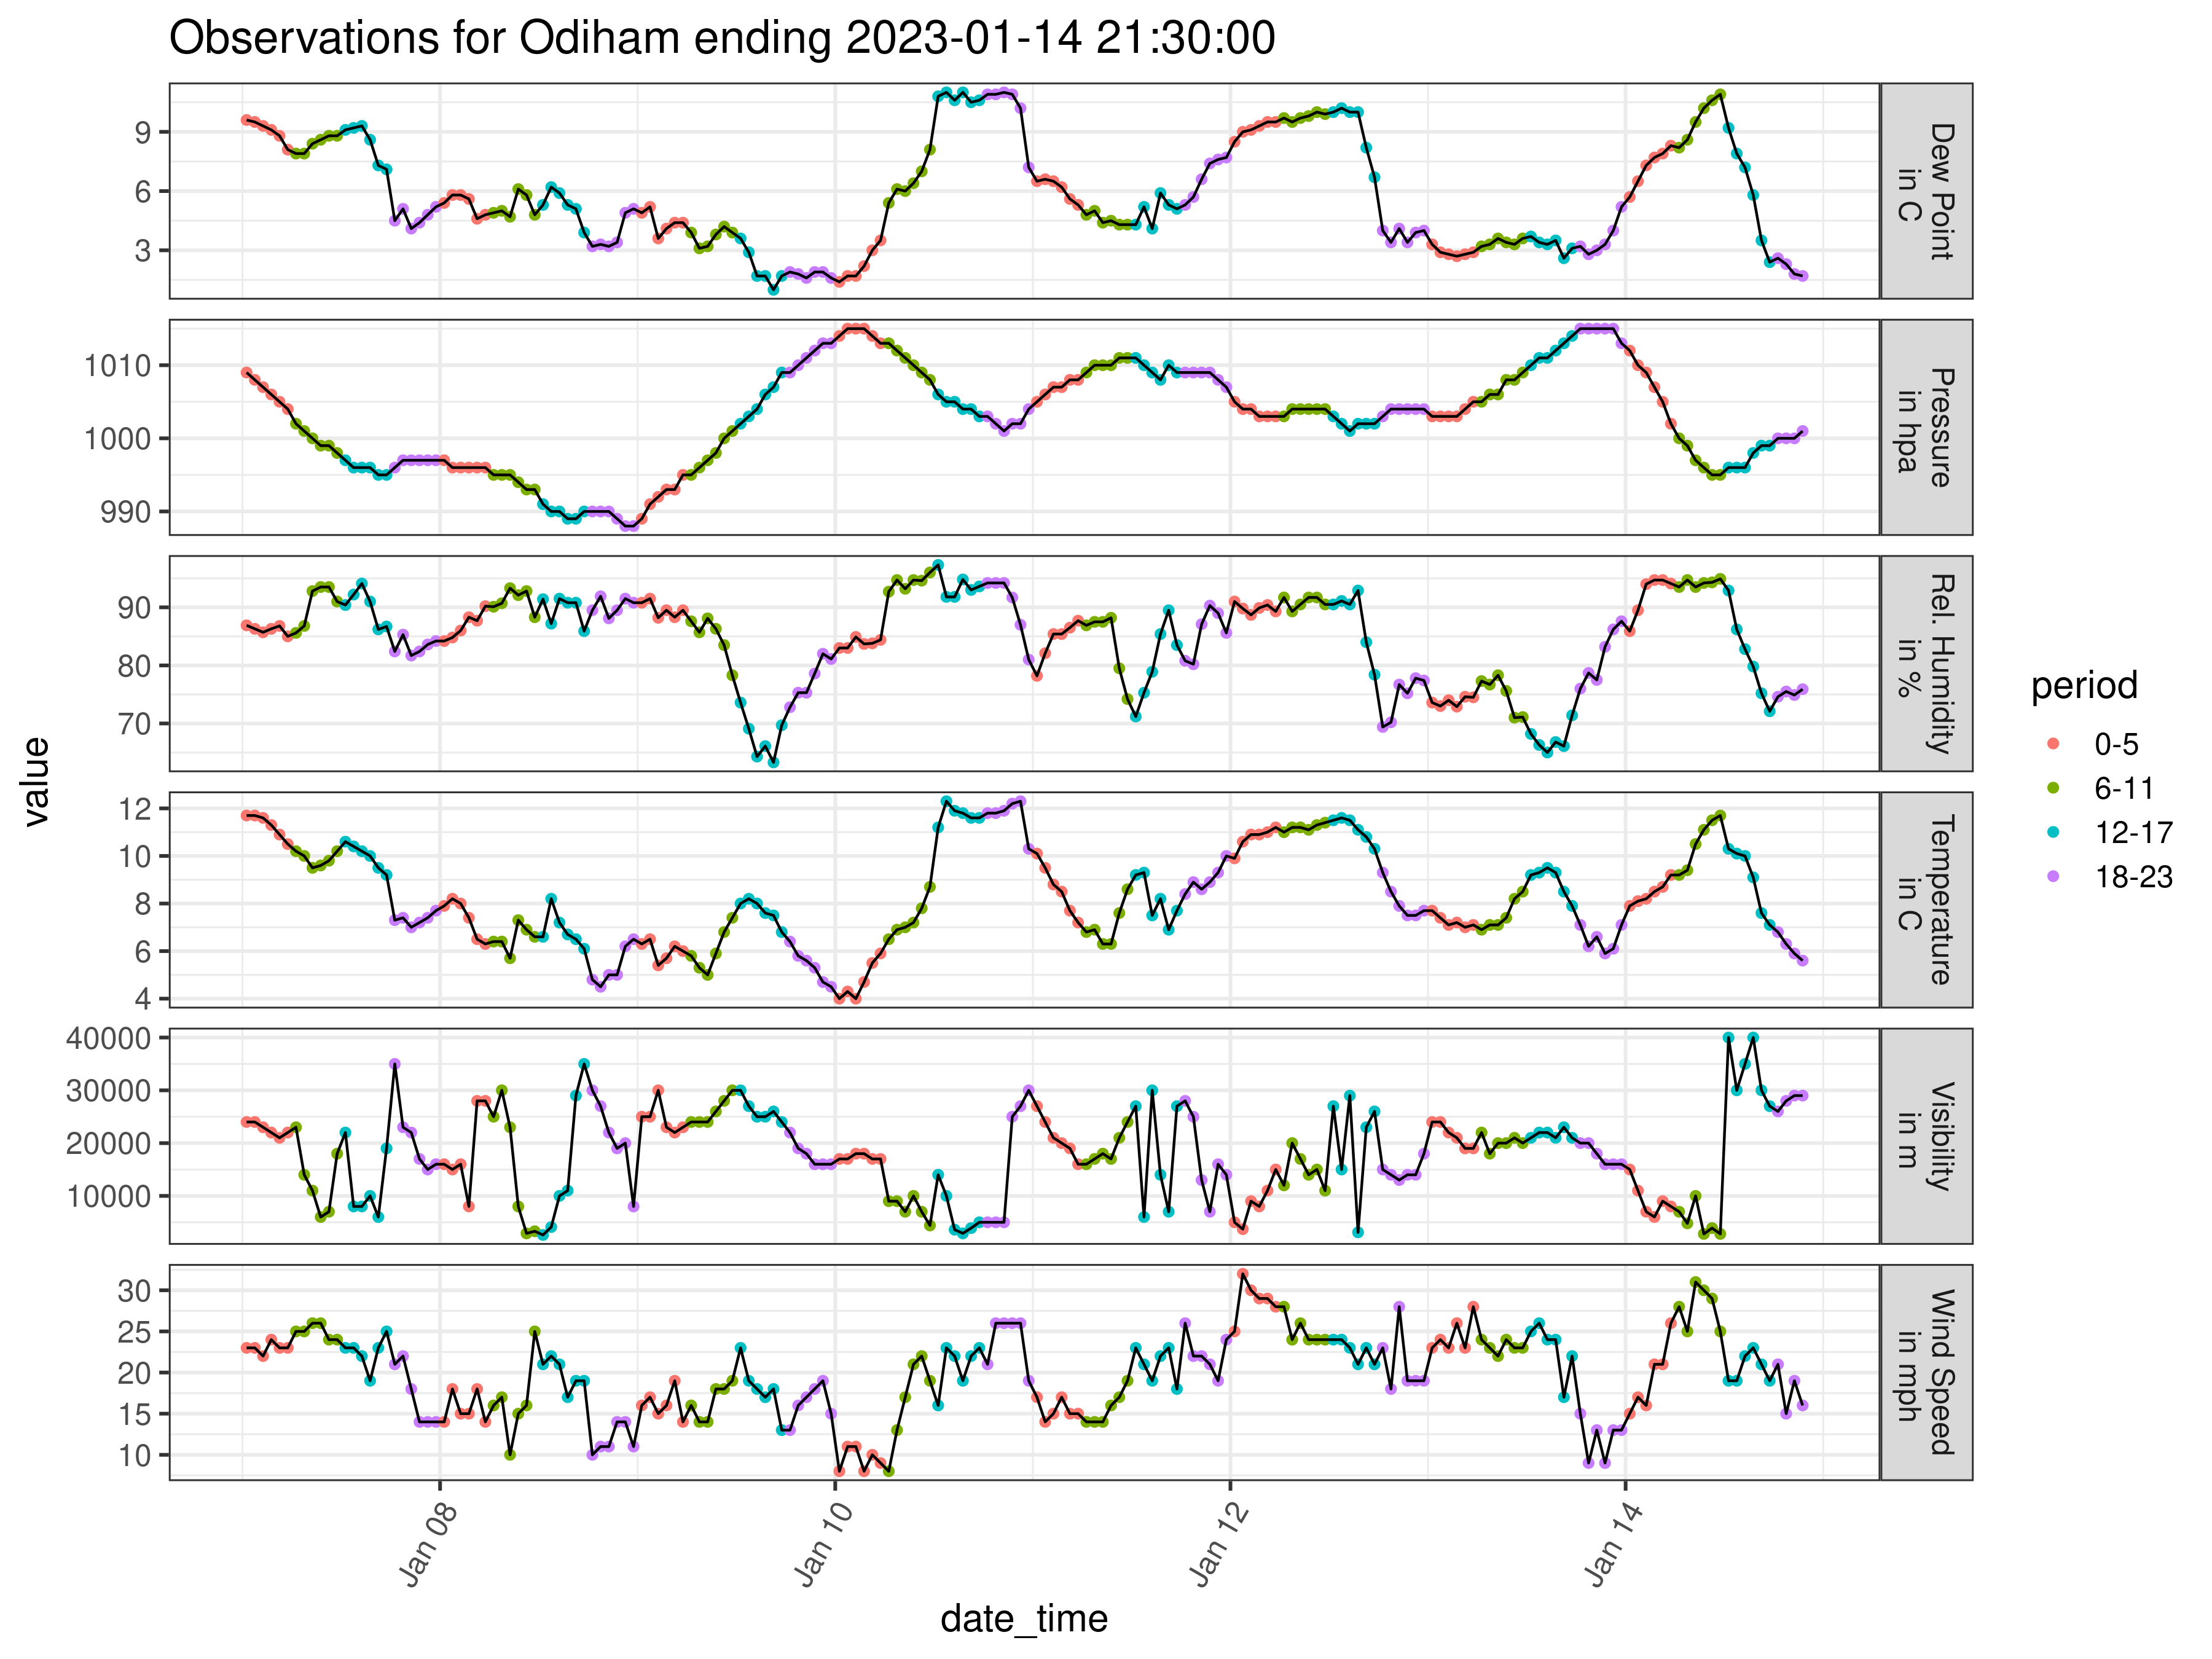 Observations for Odiham ending 2023-01-14 21:30:00
value
9
6
3
Dew Point
in C
1010
1000
990
Pressure
in hpa
90
80
70
Rel. Humidity
in %
12
10
8
6
4
Temperature
in C
40000
30000
20000
10000
Visibility
in m
30
25
20
15
10
Wind Speed
in mph
Jan 08
Jan 10
Jan 12
Jan 14
date_time
period
0-5
6-11
12-17
18-23